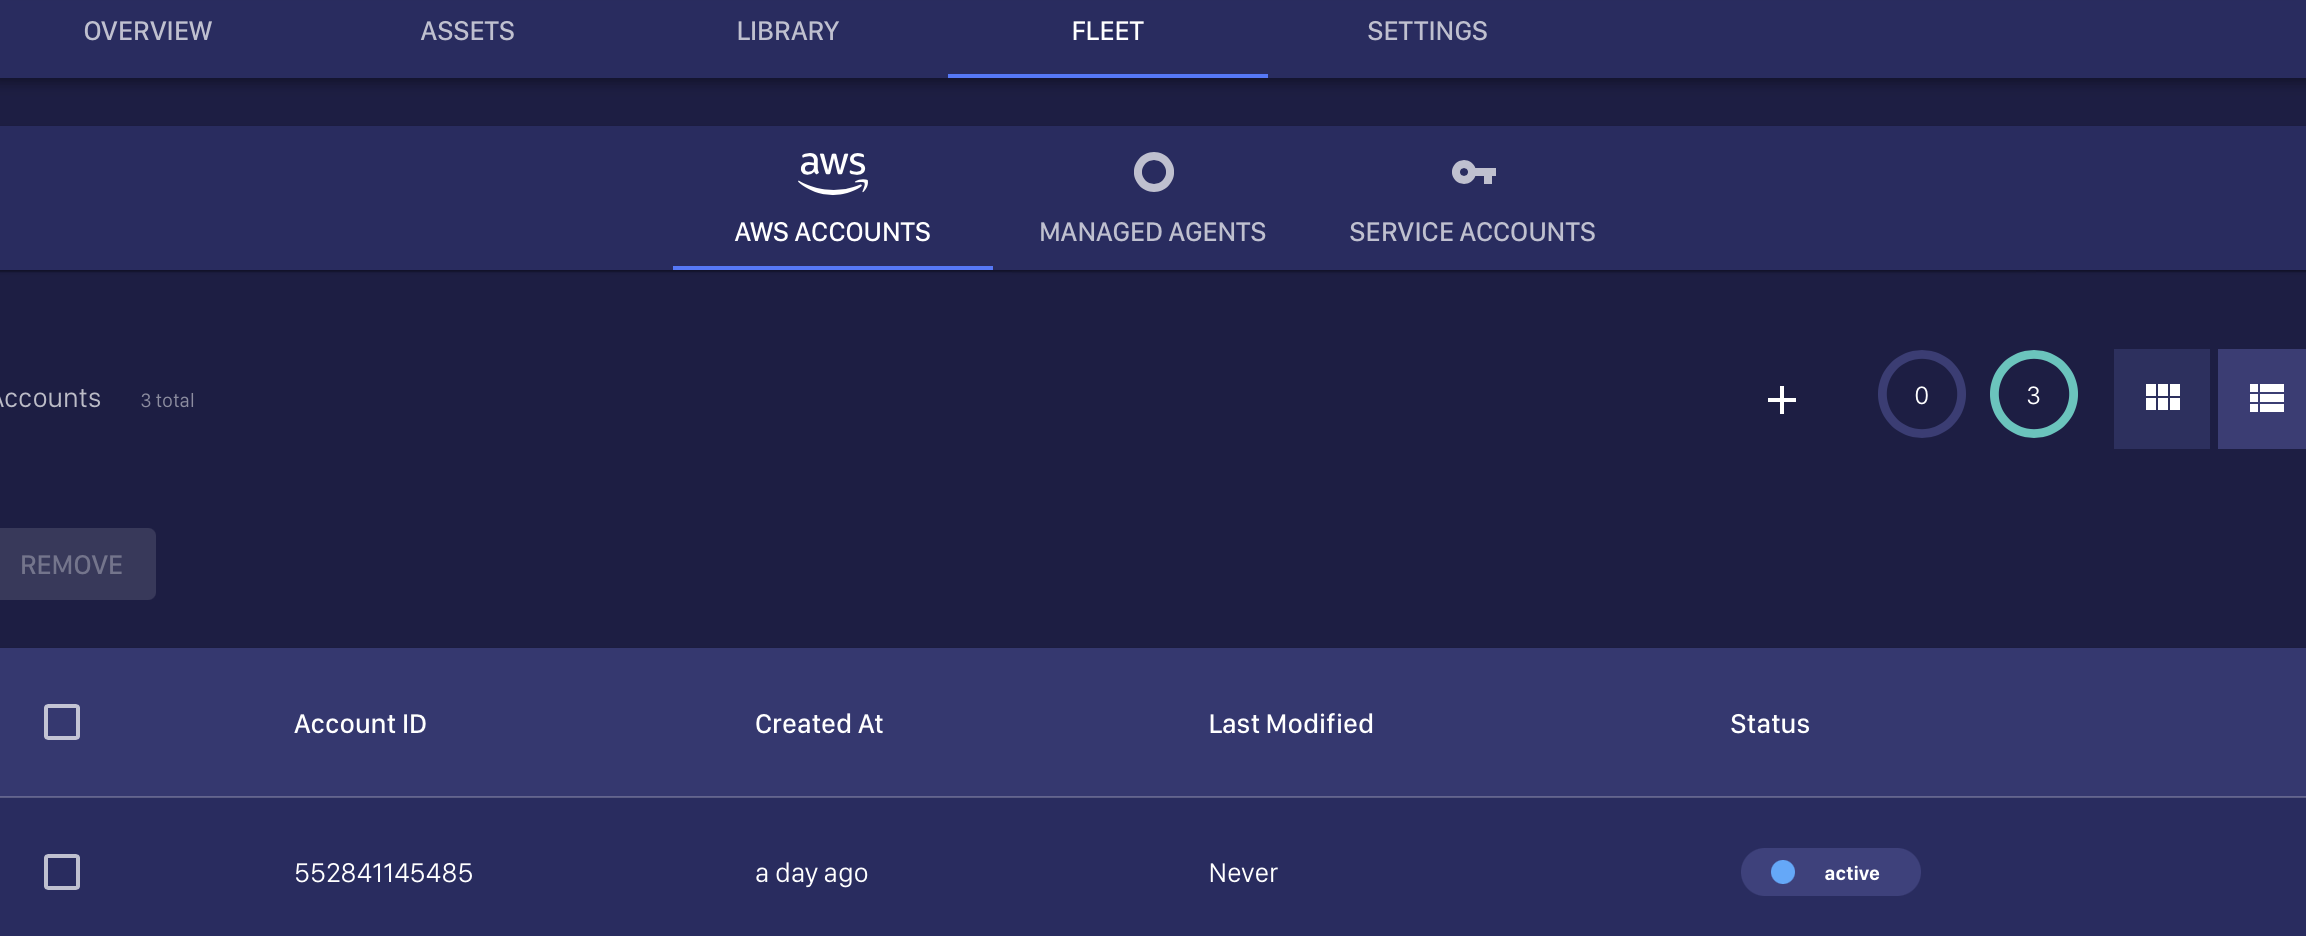 OVERVIEW ASSETS LIBRARY FLEET SETTINGS
aws
AWS ACCOUNTS MANAGED AGENTS SERVICE ACCOUNTS
Accounts 3 total 0 3
REMOVE
Account ID Created At Last Modified Status
552841145485 a day ago Never active